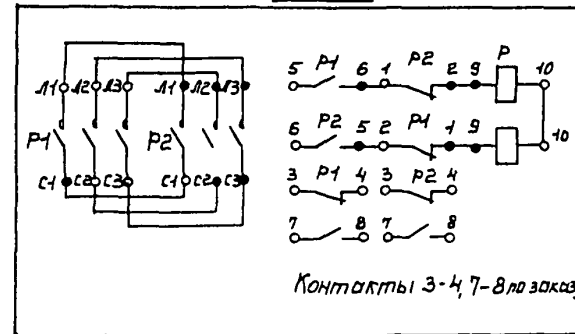 Л1 Л2 Л3 Л1 Л2 Л3
Р1 Р2
С1 С2 С3 С1 С2 С3
5 Р1 6 1 Р2 2 9 Р 10
6 Р2 5 2 Р1 1 9 10
3 Р1 4 3 Р2 4
7 8 7 8
Контакты 3-4, 7-8 по заказ